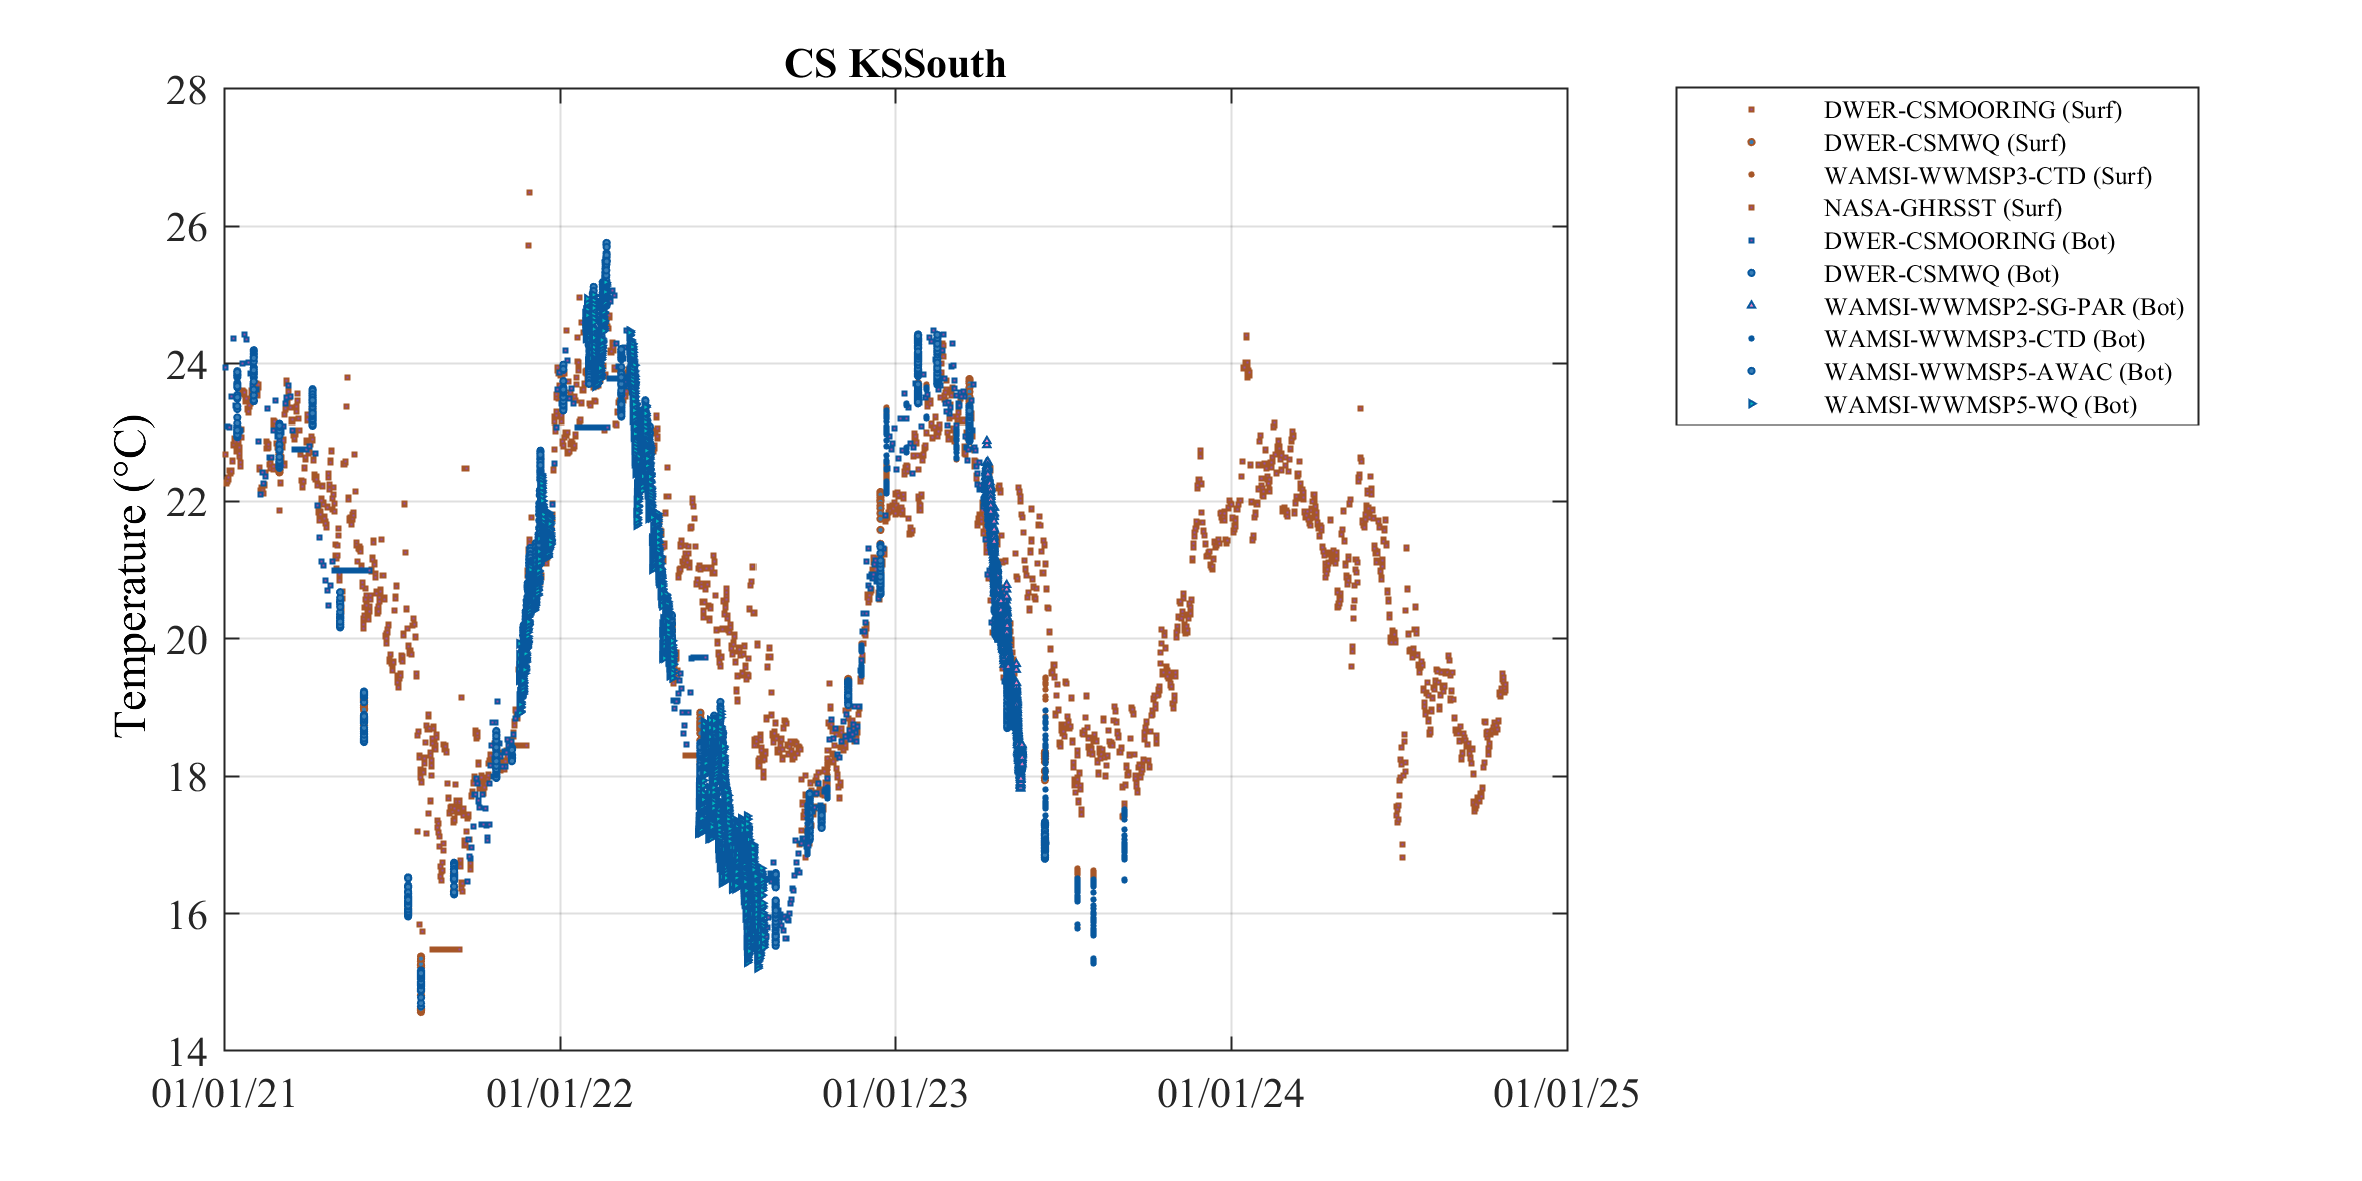 CS KSSouth
28
26
24
22
20
18
16
14
Temperature (°C)
01/01/21
01/01/22
01/01/23
01/01/24
01/01/25
DWER-CSMOORING (Surf)
DWER-CSMWQ (Surf)
WAMSI-WWMSP3-CTD (Surf)
NASA-GHRSST (Surf)
DWER-CSMOORING (Bot)
DWER-CSMWQ (Bot)
WAMSI-WWMSP2-SG-PAR (Bot)
WAMSI-WWMSP3-CTD (Bot)
WAMSI-WWMSP5-AWAC (Bot)
WAMSI-WWMSP5-WQ (Bot)